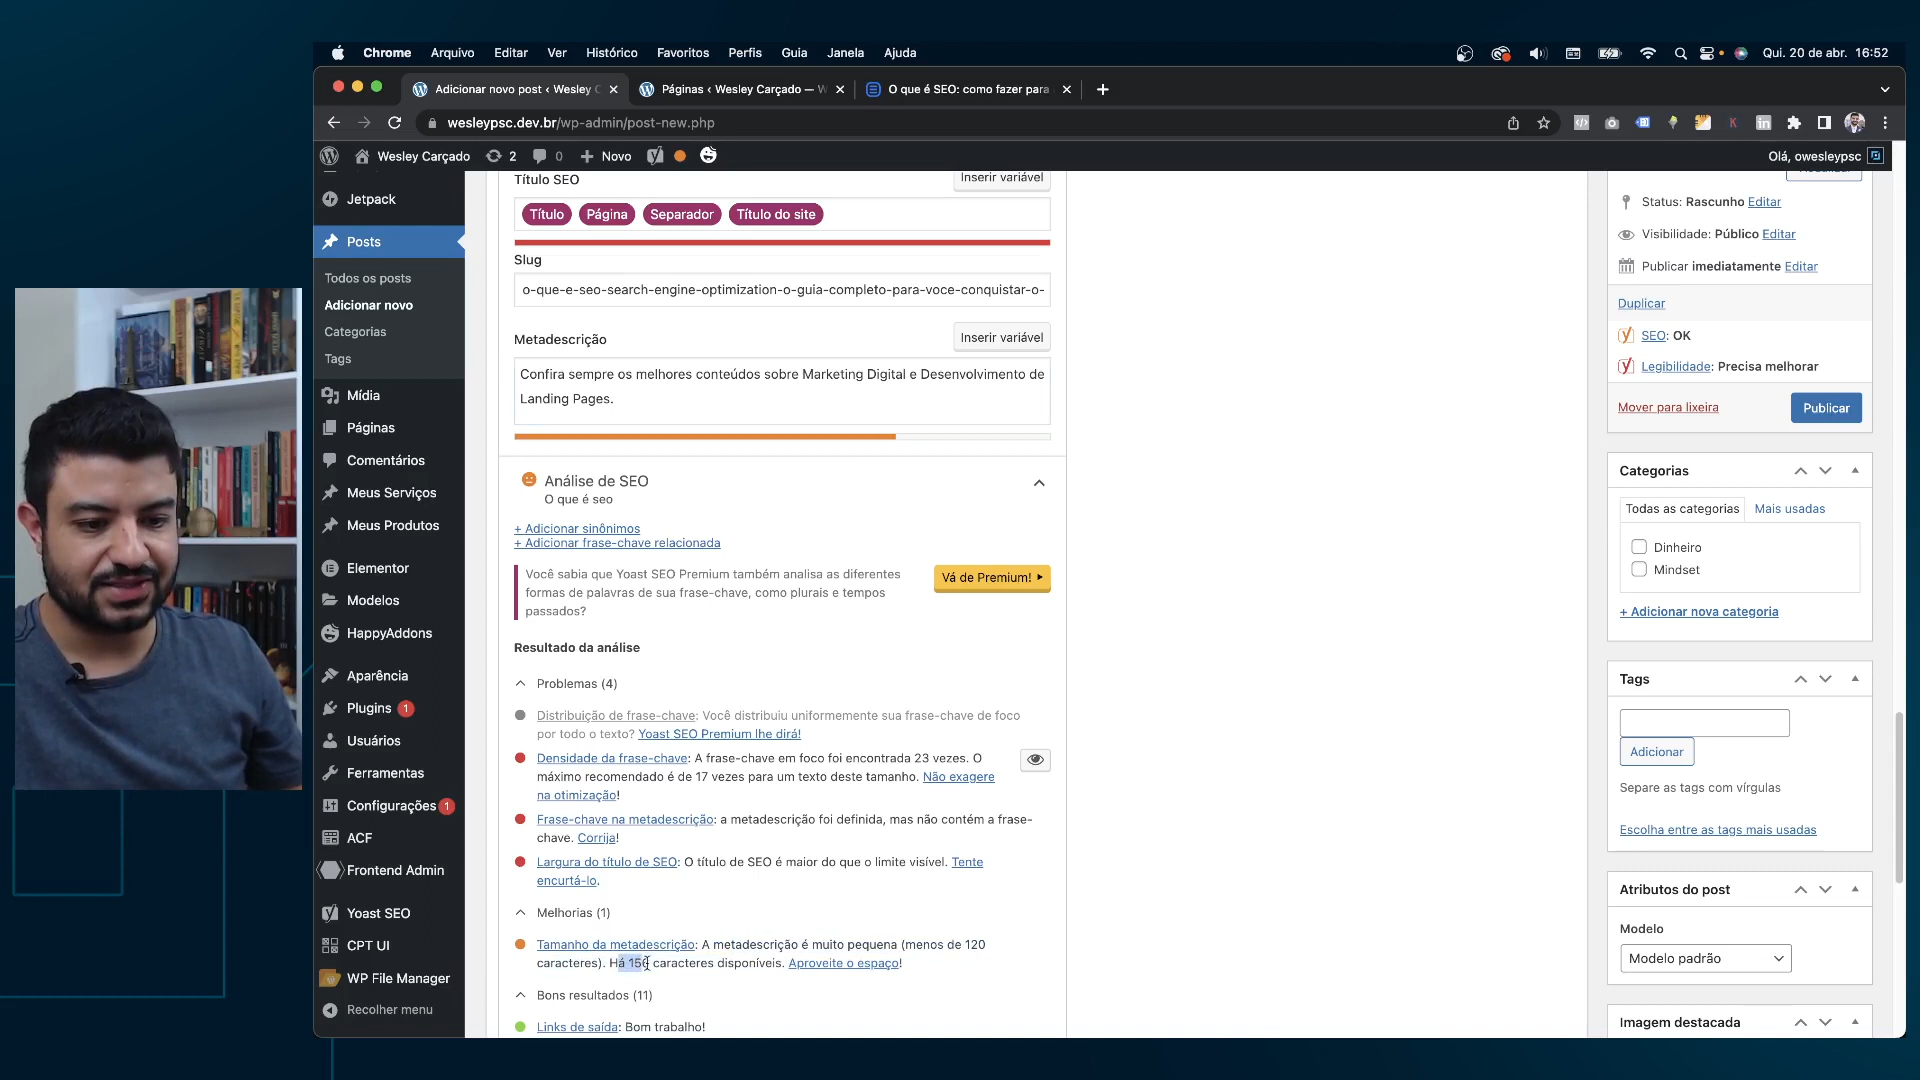 Chrome Arquivo Editar Ver Histórico Favoritos Perfis Guia Janela Ajuda Qui. 20 de abr. 16:52
Adicionar novo post ‹ Wesley C Páginas ‹ Wesley Carçado — W O que é SEO: como fazer para
wesleypsc.dev.br/wp-admin/post-new.php
Wesley Carçado 2 0 Novo Olá, owesleypsc
Jetpack
Posts
Todos os posts
Adicionar novo
Categorias
Tags
Mídia
Páginas
Comentários
Meus Serviços
Meus Produtos
Elementor
Modelos
HappyAddons
Aparência
Plugins 1
Usuários
Ferramentas
Configurações 1
ACF
Frontend Admin
Yoast SEO
CPT UI
WP File Manager
Recolher menu
Título SEO Inserir variável
Título Página Separador Título do site
Slug
o-que-e-seo-search-engine-optimization-o-guia-completo-para-voce-conquistar-o-
Metadescrição Inserir variável
Confira sempre os melhores conteúdos sobre Marketing Digital e Desenvolvimento de
Landing Pages.
Análise de SEO
O que é seo
+ Adicionar sinônimos
+ Adicionar frase-chave relacionada
Você sabia que Yoast SEO Premium também analisa as diferentes
formas de palavras de sua frase-chave, como plurais e tempos
passados?
Vá de Premium!
Resultado da análise
Problemas (4)
Distribuição de frase-chave: Você distribuiu uniformemente sua frase-chave de foco
por todo o texto? Yoast SEO Premium lhe dirá!
Densidade da frase-chave: A frase-chave em foco foi encontrada 23 vezes. O
máximo recomendado é de 17 vezes para um texto deste tamanho. Não exagere
na otimização!
Frase-chave na metadescrição: a metadescrição foi definida, mas não contém a frase-
chave. Corrija!
Largura do título de SEO: O título de SEO é maior do que o limite visível. Tente
encurtá-lo.
Melhorias (1)
Tamanho da metadescrição: A metadescrição é muito pequena (menos de 120
caracteres). Há 156 caracteres disponíveis. Aproveite o espaço!
Bons resultados (11)
Links de saída: Bom trabalho!
Status: Rascunho Editar
Visibilidade: Público Editar
Publicar imediatamente Editar
Duplicar
SEO: OK
Legibilidade: Precisa melhorar
Mover para lixeira Publicar
Categorias
Todas as categorias Mais usadas
Dinheiro
Mindset
+ Adicionar nova categoria
Tags
Adicionar
Separe as tags com vírgulas
Escolha entre as tags mais usadas
Atributos do post
Modelo
Modelo padrão
Imagem destacada